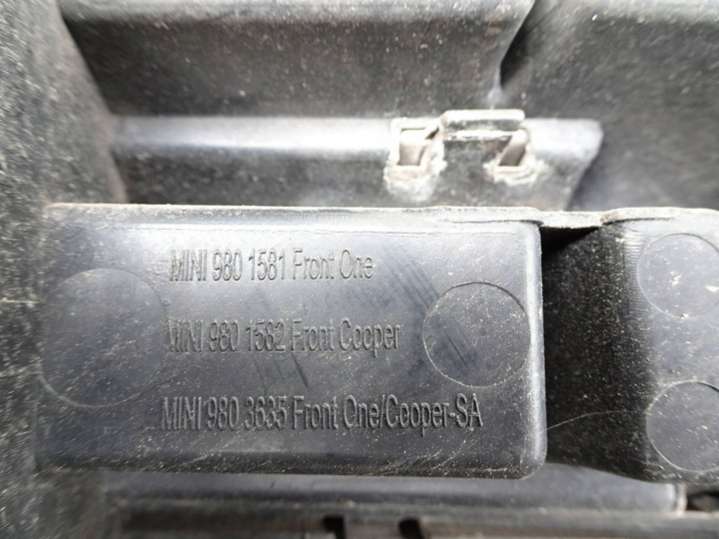 MINI 980 1581 Front One
MINI 980 1582 Front Cooper
MINI 980 3635 Front One/Cooper-SA